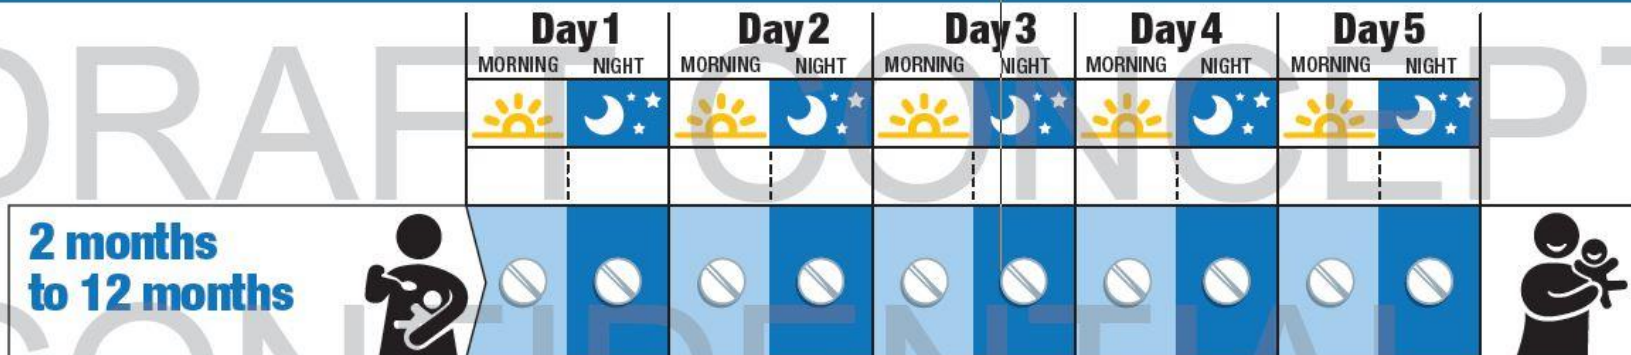 Day 1 Day 2 Day 3 Day 4 Day 5
MORNING NIGHT MORNING NIGHT MORNING NIGHT MORNING NIGHT MORNING NIGHT
DRAFT CONCEPT
2 months
to 12 months
CONFIDENTIAL